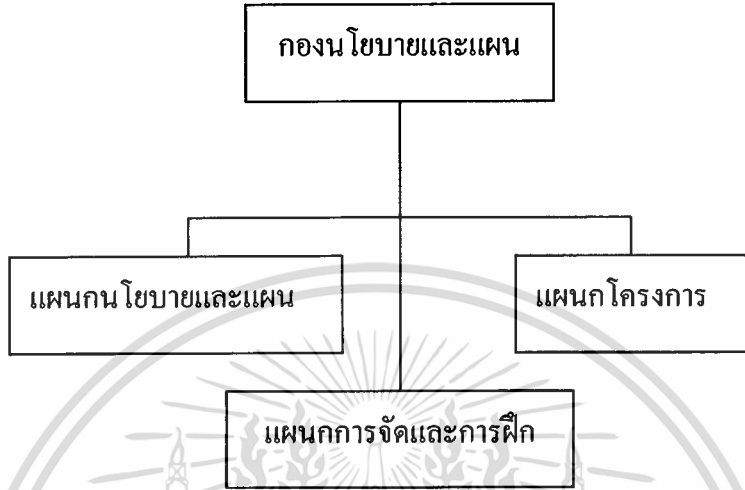 กองนโยบายและแผน
แผนกนโยบายและแผน
แผนกโครงการ
แผนกการจัดและการฝึก